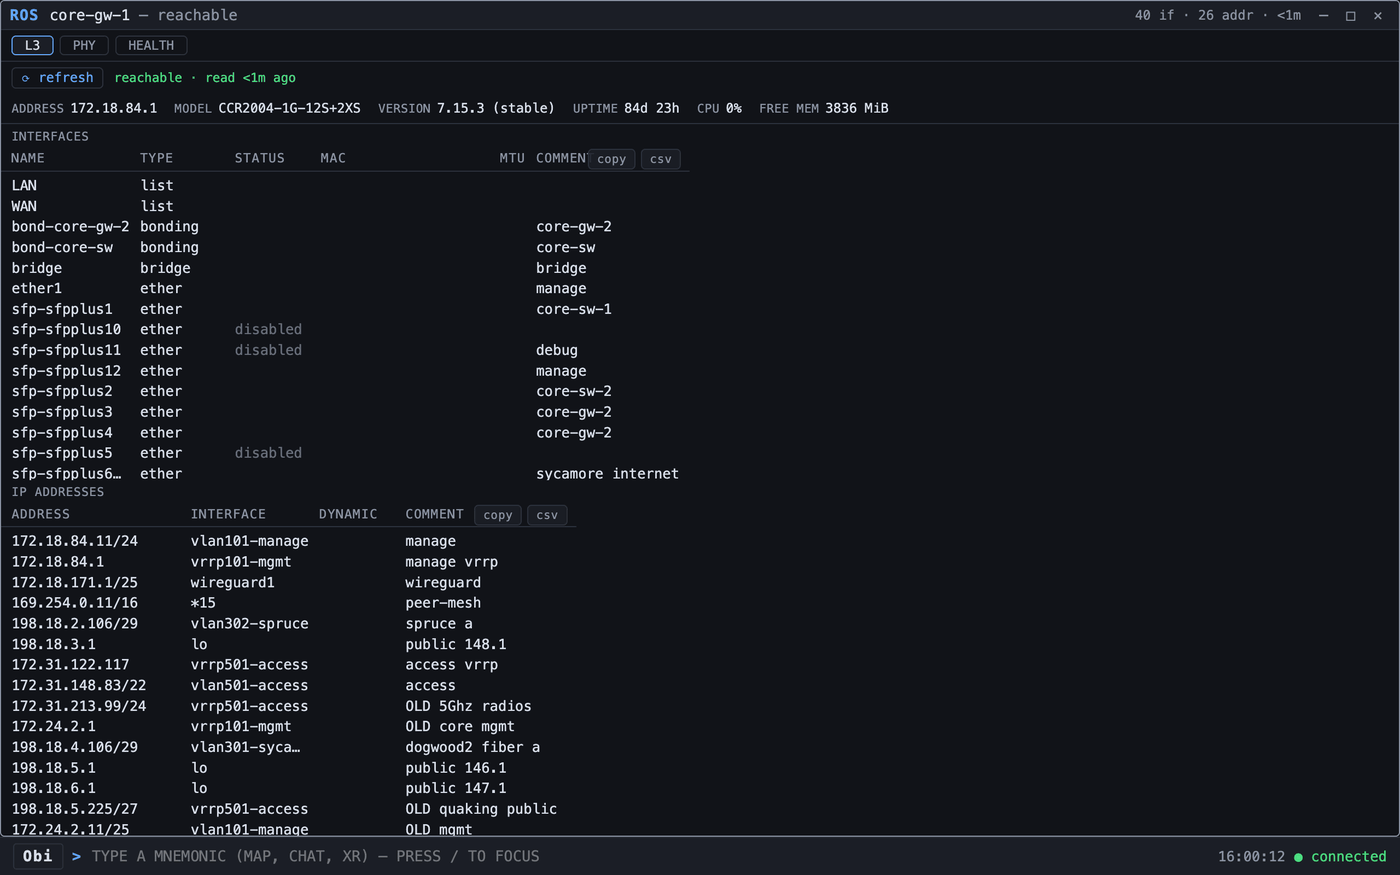 ROS core-gw-1 — reachable 40 if · 26 addr · <1m — □ ×
L3 PHY HEALTH
⟳ refresh reachable · read <1m ago
ADDRESS 172.18.84.1 MODEL CCR2004-1G-12S+2XS VERSION 7.15.3 (stable) UPTIME 84d 23h CPU 0% FREE MEM 3836 MiB
INTERFACES
NAME TYPE STATUS MAC MTU COMMENT copy csv
LAN list
WAN list
bond-core-gw-2 bonding core-gw-2
bond-core-sw bonding core-sw
bridge bridge bridge
ether1 ether manage
sfp-sfpplus1 ether core-sw-1
sfp-sfpplus10 ether disabled
sfp-sfpplus11 ether disabled debug
sfp-sfpplus12 ether manage
sfp-sfpplus2 ether core-sw-2
sfp-sfpplus3 ether core-gw-2
sfp-sfpplus4 ether core-gw-2
sfp-sfpplus5 ether disabled
sfp-sfpplus6… ether sycamore internet
IP ADDRESSES
ADDRESS INTERFACE DYNAMIC COMMENT copy csv
172.18.84.11/24 vlan101-manage manage
172.18.84.1 vrrp101-mgmt manage vrrp
172.18.171.1/25 wireguard1 wireguard
169.254.0.11/16 *15 peer-mesh
198.18.2.106/29 vlan302-spruce spruce a
198.18.3.1 lo public 148.1
172.31.122.117 vrrp501-access access vrrp
172.31.148.83/22 vlan501-access access
172.31.213.99/24 vrrp501-access OLD 5Ghz radios
172.24.2.1 vrrp101-mgmt OLD core mgmt
198.18.4.106/29 vlan301-syca… dogwood2 fiber a
198.18.5.1 lo public 146.1
198.18.6.1 lo public 147.1
198.18.5.225/27 vrrp501-access OLD quaking public
172.24.2.11/25 vlan101-manage OLD mgmt
Obi > TYPE A MNEMONIC (MAP, CHAT, XR) — PRESS / TO FOCUS 16:00:12 ● connected